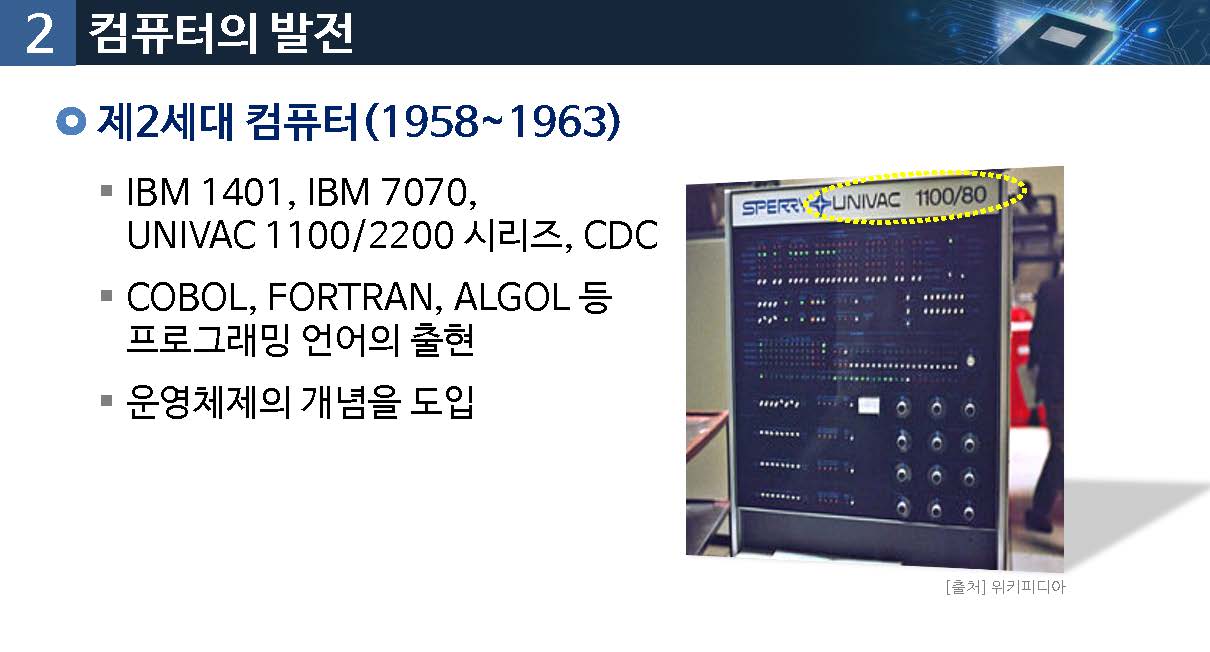 2 컴퓨터의 발전
제2세대 컴퓨터(1958~1963)
IBM 1401, IBM 7070,
UNIVAC 1100/2200 시리즈, CDC
COBOL, FORTRAN, ALGOL 등
프로그래밍 언어의 출현
운영체제의 개념을 도입
SPERRY UNIVAC 1100/80
[출처] 위키피디아